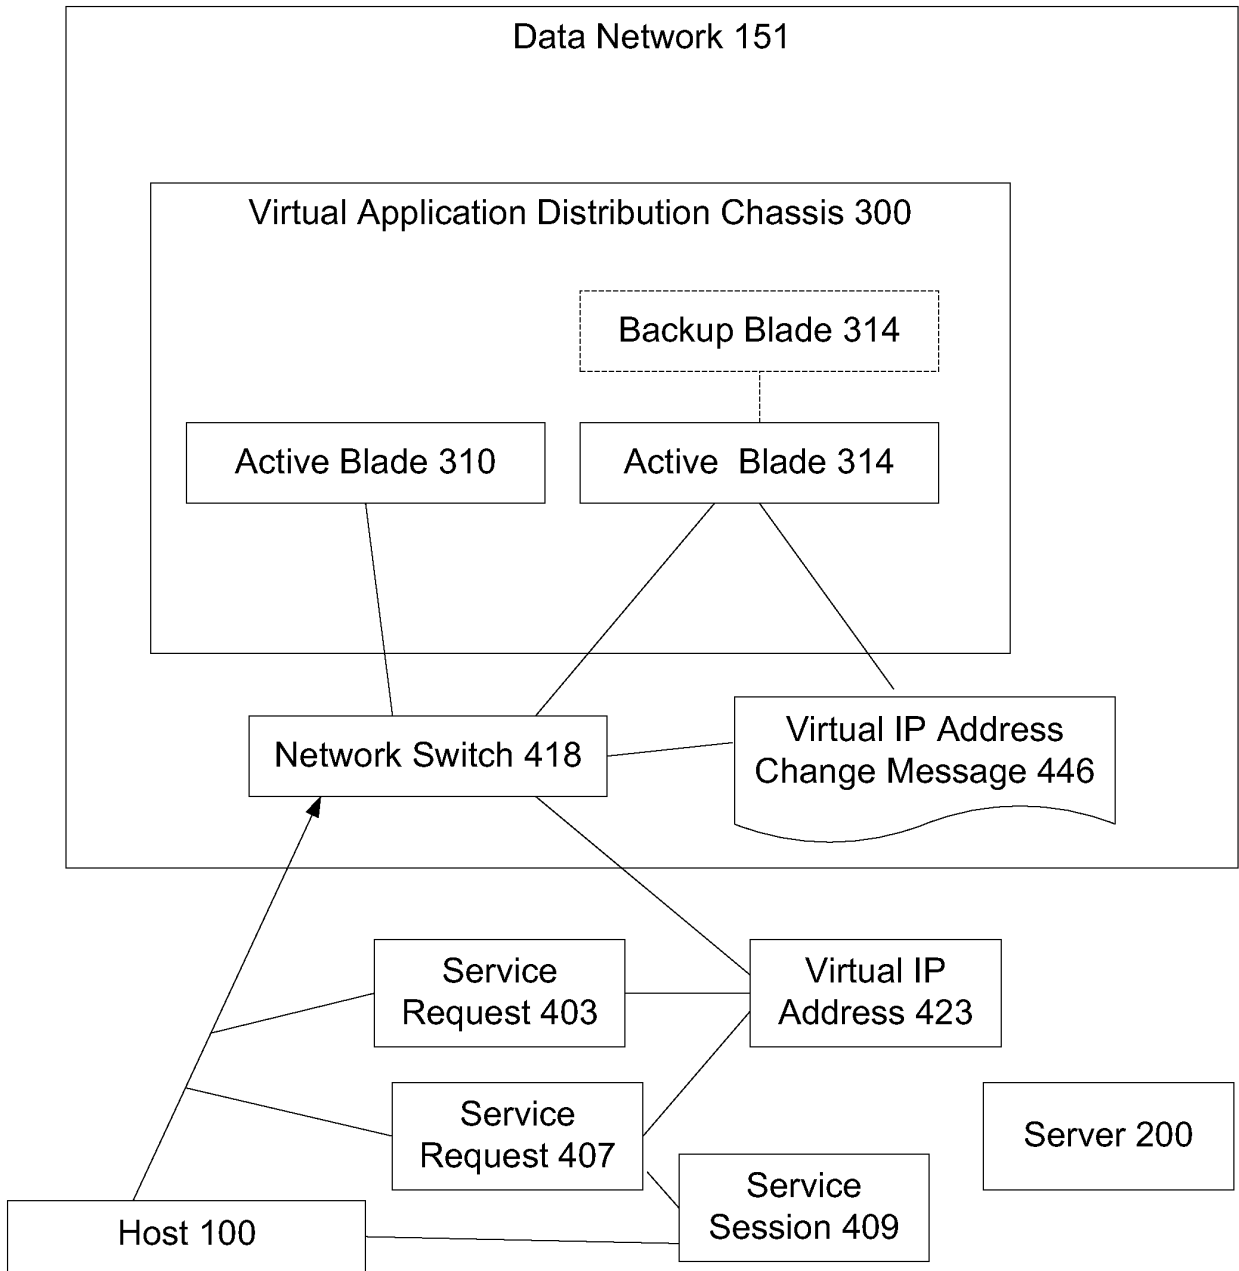 Data Network 151
Virtual Application Distribution Chassis 300
Backup Blade 314
Active Blade 310
Active  Blade 314
Network Switch 418
Virtual IP Address
Change Message 446
Service
Request 403
Virtual IP
Address 423
Service
Request 407
Server 200
Service
Session 409
Host 100